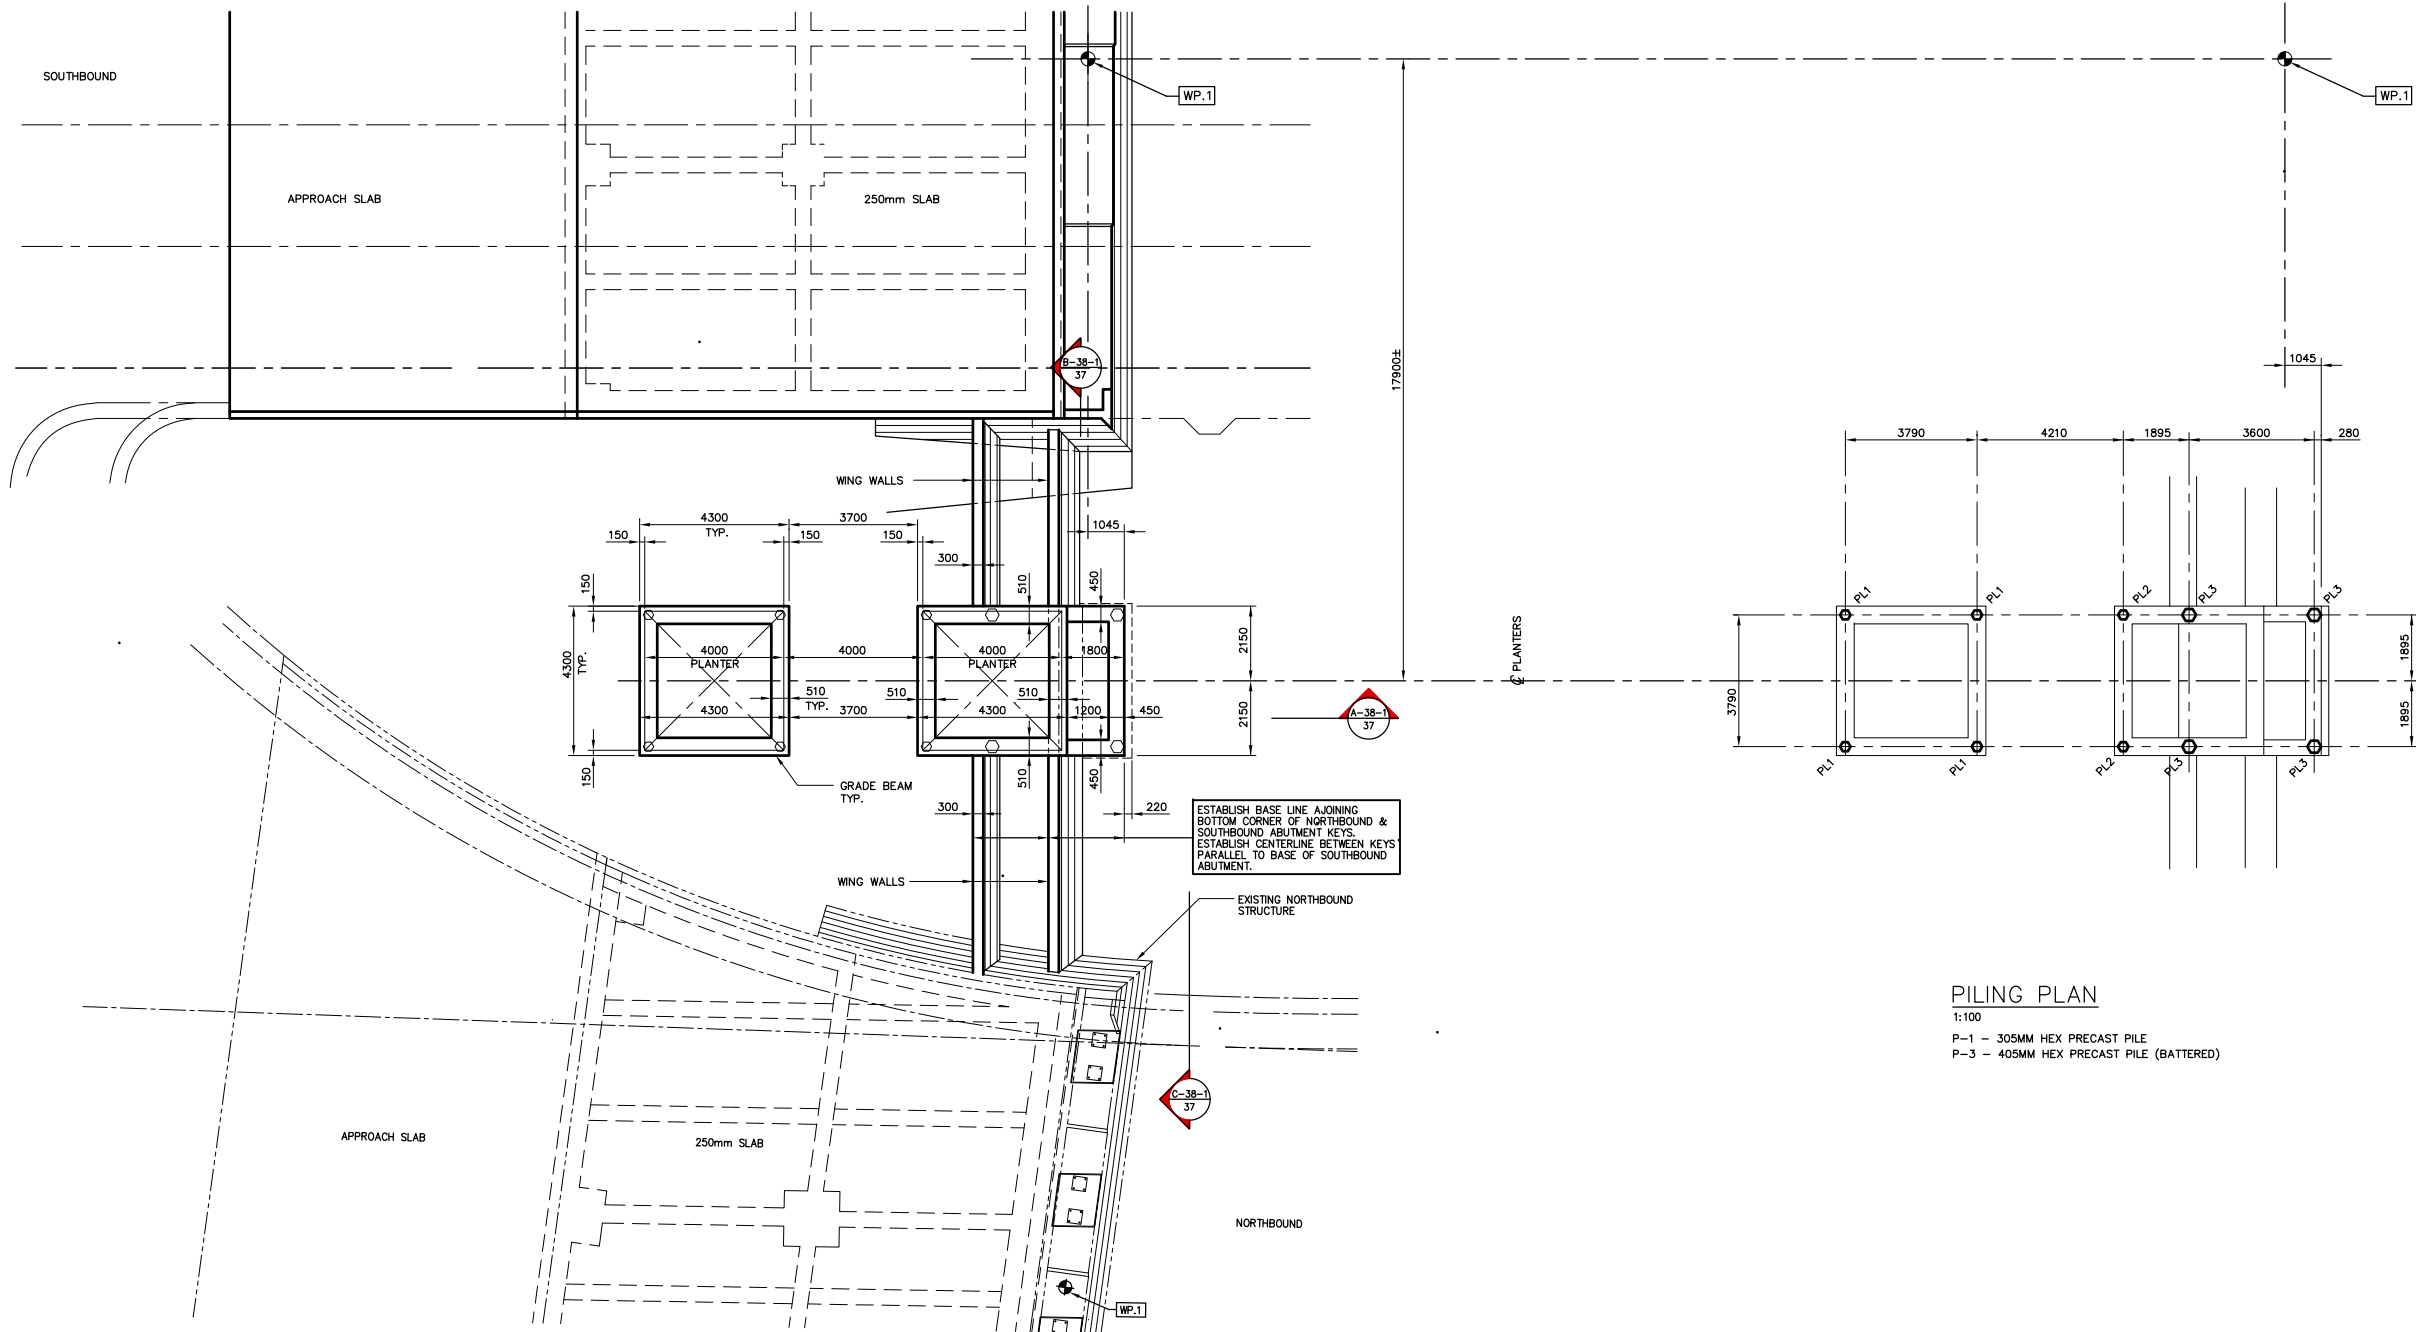 SOUTHBOUND
WP.1
WP.1
APPROACH SLAB
250mm SLAB
17900±
B-38-1
37
1045
3790
4210
1895
3600
280
WING WALLS
4300
TYP.
3700
1045
150
150
150
300
150
510
450
PL1
PL1
PL2
PL3
PL3
4300
TYP.
4000
PLANTER
4000
4000
PLANTER
1800
2150
℄ PLANTERS
3790
1895
510
TYP.
510
510
4300
3700
4300
1200
450
2150
A-38-1
37
1895
150
510
450
PL1
PL1
PL2
PL3
PL3
GRADE BEAM
TYP.
300
220
ESTABLISH BASE LINE AJOINING
BOTTOM CORNER OF NORTHBOUND &
SOUTHBOUND ABUTMENT KEYS.
ESTABLISH CENTERLINE BETWEEN KEYS
PARALLEL TO BASE OF SOUTHBOUND
ABUTMENT.
WING WALLS
EXISTING NORTHBOUND
STRUCTURE
PILING PLAN
1:100
P-1 - 305MM HEX PRECAST PILE
P-3 - 405MM HEX PRECAST PILE (BATTERED)
C-38-1
37
APPROACH SLAB
250mm SLAB
NORTHBOUND
WP.1